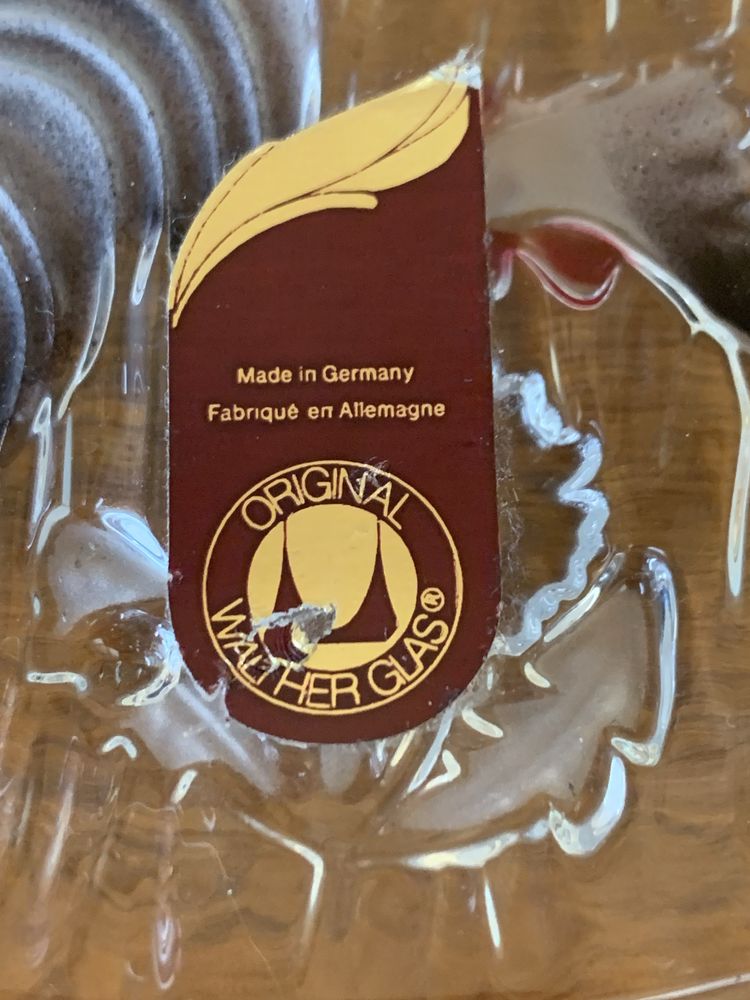 Made in Germany
Fabriqué en Allemagne
ORIGINAL
WALTHER GLAS®